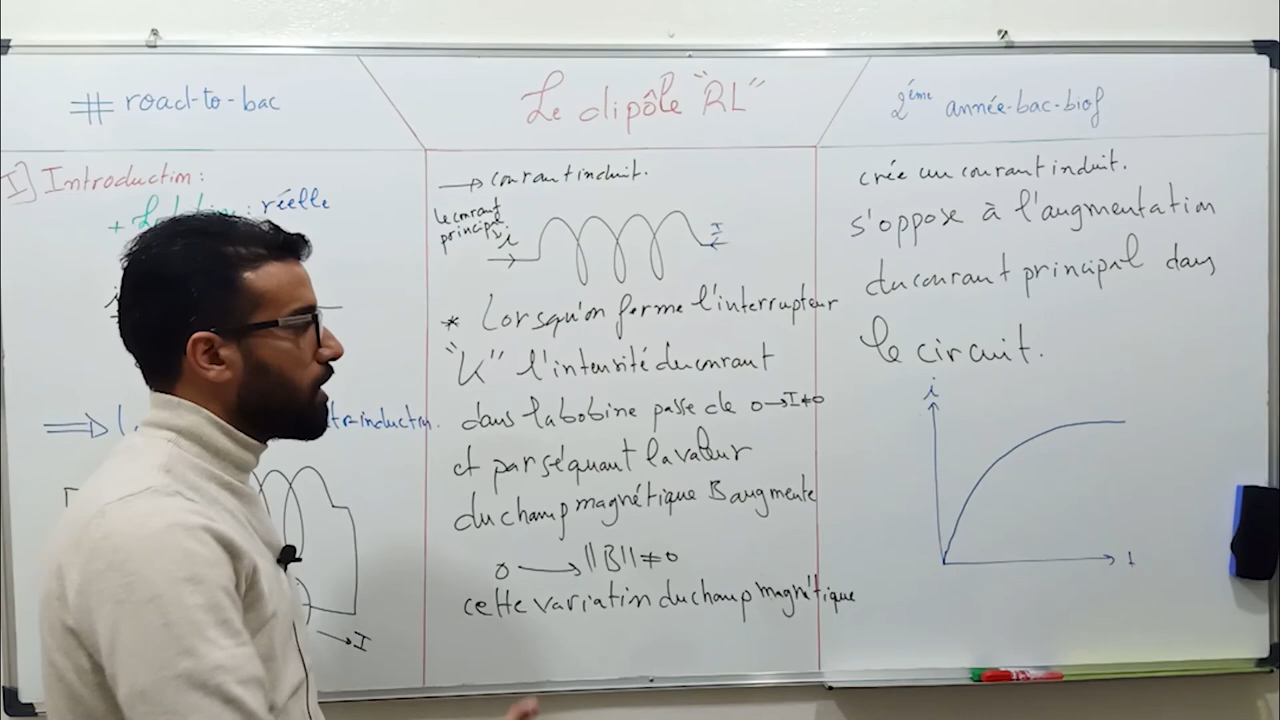 # road-to-bac
Le dipôle "RL"
2ème année-bac-biof
I] Introduction:
réelle
I
→ courant induit.
le courant
principal
i
I
* Lorsqu'on ferme l'interrupteur
"K" l'intensité du courant
dans la bobine passe de 0→I≠0
et par séquant la valeur
du champ magnétique B augmente
0 → ||B||≠0
cette variation du champ magnétique
crée un courant induit.
s'oppose à l'augmentation
du courant principal dans
le circuit.
i
t